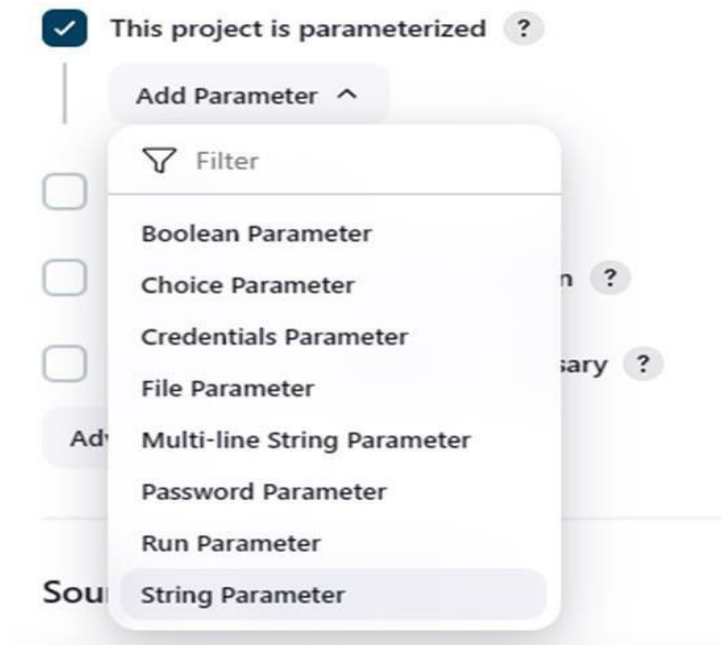 This project is parameterized ?
Add Parameter
Filter
Boolean Parameter
Choice Parameter
n ?
Credentials Parameter
sary ?
File Parameter
Multi-line String Parameter
Password Parameter
Run Parameter
String Parameter